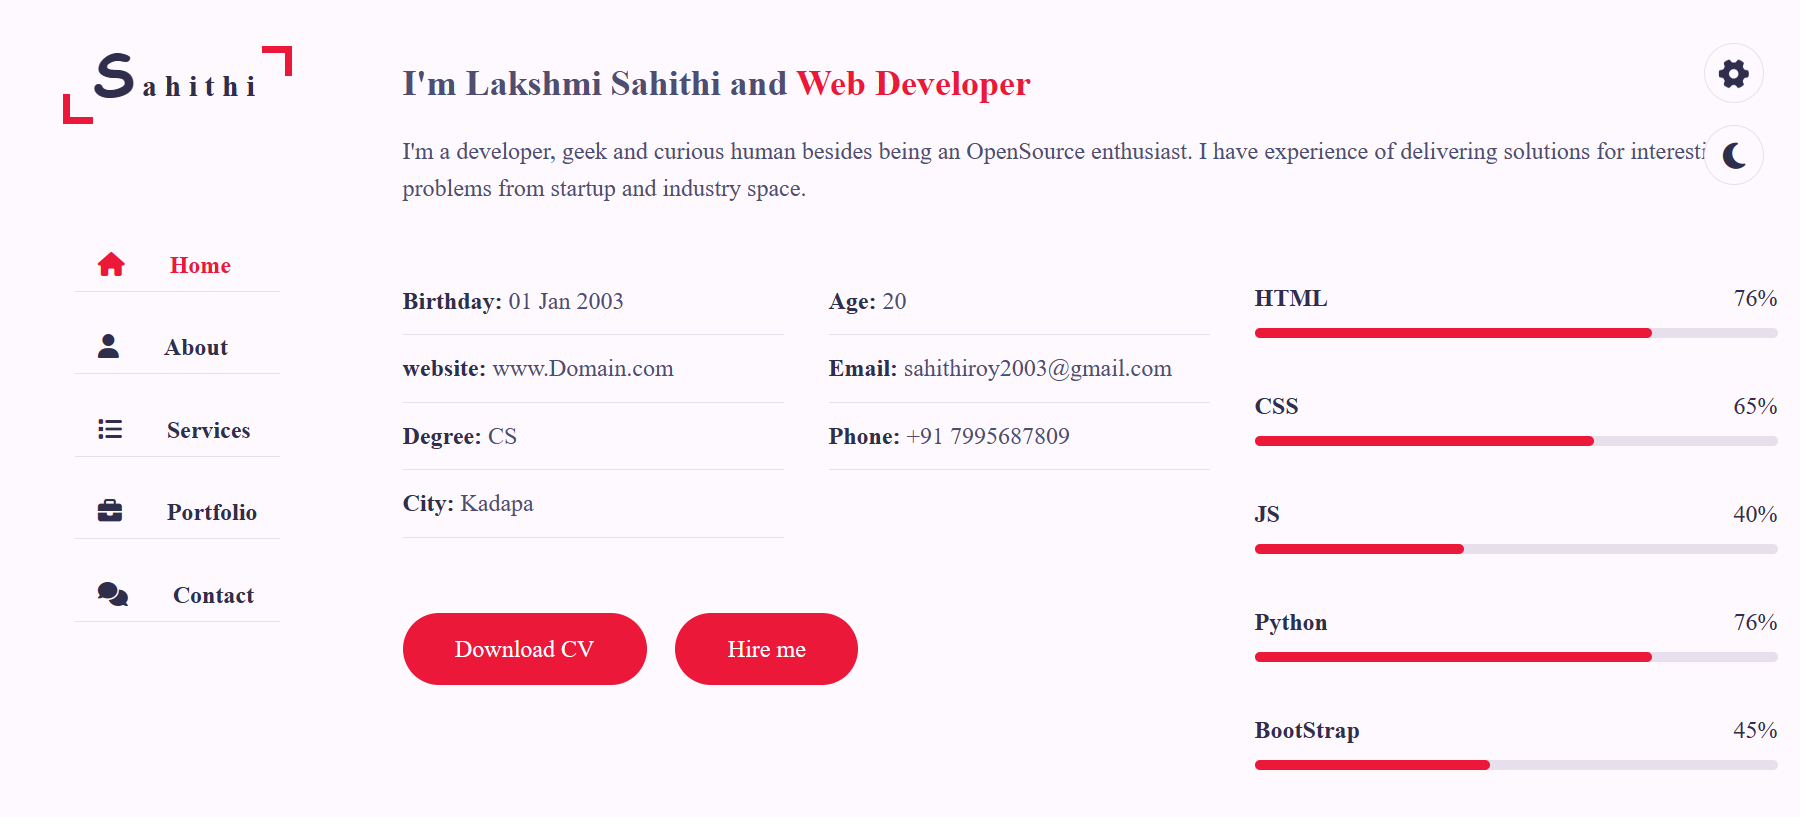 Sahithi
I'm Lakshmi Sahithi and Web Developer
I'm a developer, geek and curious human besides being an OpenSource enthusiast. I have experience of delivering solutions for
problems from startup and industry space.
Home
About
Services
Portfolio
Contact
Birthday: 01 Jan 2003
Age: 20
website: www.Domain.com
Email: sahithiroy2003@gmail.com
Degree: CS
Phone: +91 7995687809
City: Kadapa
Download CV
Hire me
HTML 76%
CSS 65%
JS 40%
Python 76%
BootStrap 45%